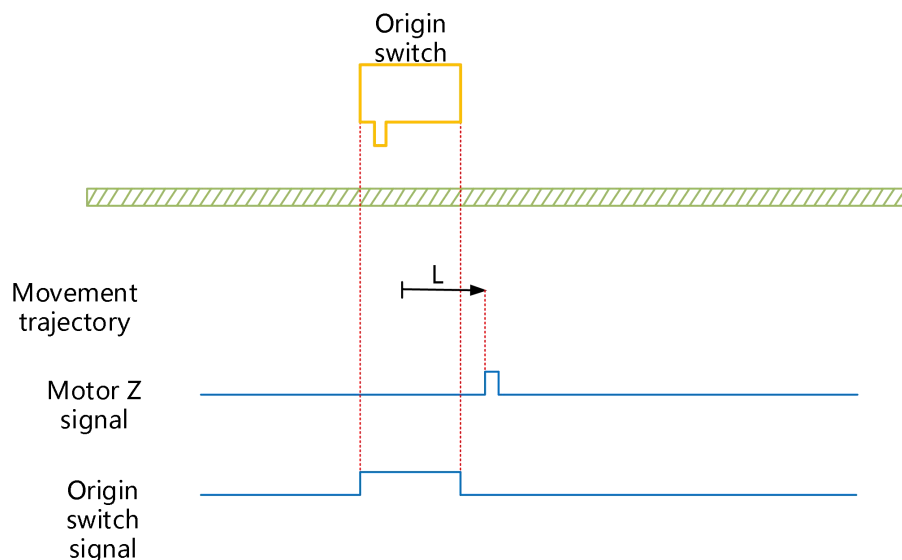 Origin
switch
L
Movement
trajectory
Motor Z
signal
Origin
switch
signal